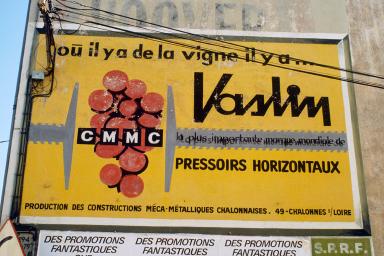 où il y a de la vigne il y a...
Vaslin
CMMC
la plus importante marque mondiale de
PRESSOIRS HORIZONTAUX
PRODUCTION DES CONSTRUCTIONS MÉCA-MÉTALLIQUES CHALONNAISES. 49-CHALONNES S/LOIRE
DES PROMOTIONS DES PROMOTIONS DES PROMOTIONS
FANTASTIQUES FANTASTIQUES FANTASTIQUES
S.P.R.F.